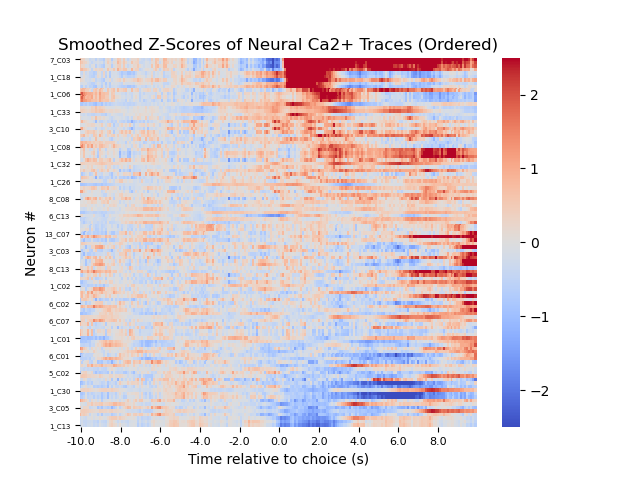 Smoothed Z-Scores of Neural Ca2+ Traces (Ordered)
Neuron #
7_C03
1_C18
1_C06
1_C33
3_C10
1_C08
1_C32
1_C26
8_C08
6_C13
13_C07
3_C03
8_C13
1_C02
6_C02
6_C07
1_C01
6_C01
5_C02
1_C30
3_C05
1_C13
-10.0 -8.0 -6.0 -4.0 -2.0 0.0 2.0 4.0 6.0 8.0
Time relative to choice (s)
2
1
0
−1
−2